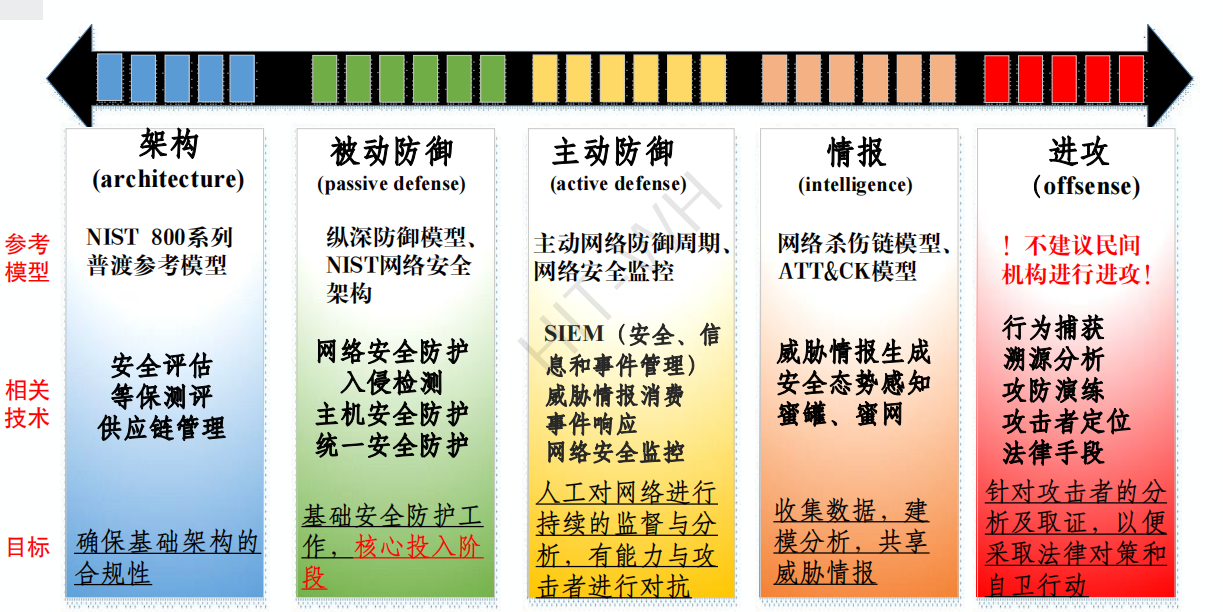 架构
(architecture)
NIST 800系列
普渡参考模型
安全评估
等保测评
供应链管理
确保基础架构的
合规性
被动防御
(passive defense)
纵深防御模型、
NIST网络安全
架构
网络安全防护
入侵检测
主机安全防护
统一安全防护
基础安全防护工
作，核心投入阶
段
主动防御
(active defense)
主动网络防御周期、
网络安全监控
SIEM（安全、信
息和事件管理）
威胁情报消费
事件响应
网络安全监控
人工对网络进行
持续的监督与分
析，有能力与攻
击者进行对抗
情报
(intelligence)
网络杀伤链模型、
ATT&CK模型
威胁情报生成
安全态势感知
蜜罐、蜜网
收集数据，建
模分析，共享
威胁情报
进攻
（offsense)
！不建议民间
机构进行进攻！
行为捕获
溯源分析
攻防演练
攻击者定位
法律手段
针对攻击者的分
析及取证，以便
采取法律对策和
自卫行动
参考
模型
相关
技术
目标
HIT-WH